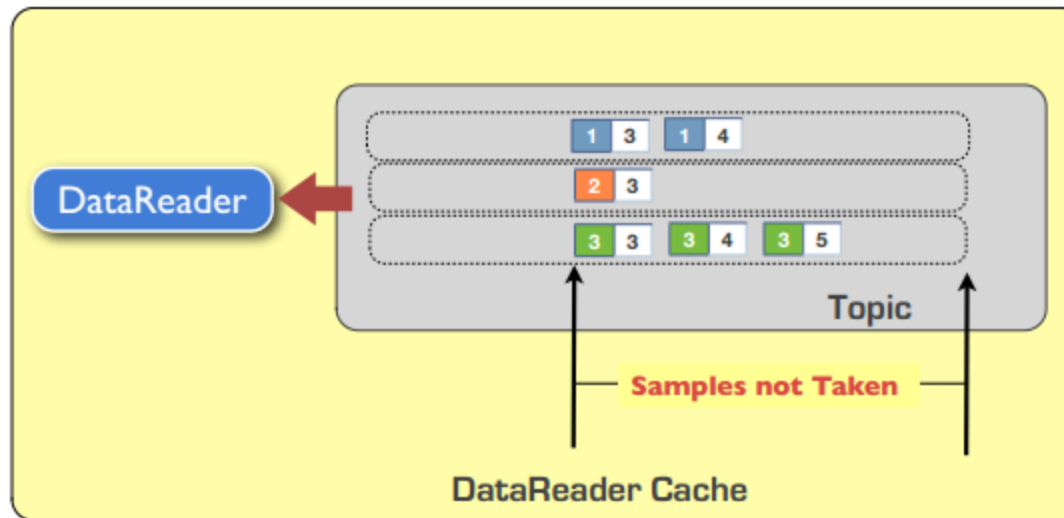 1 3 1 4
2 3
DataReader
3 3 3 4 3 5
Topic
Samples not Taken
DataReader Cache